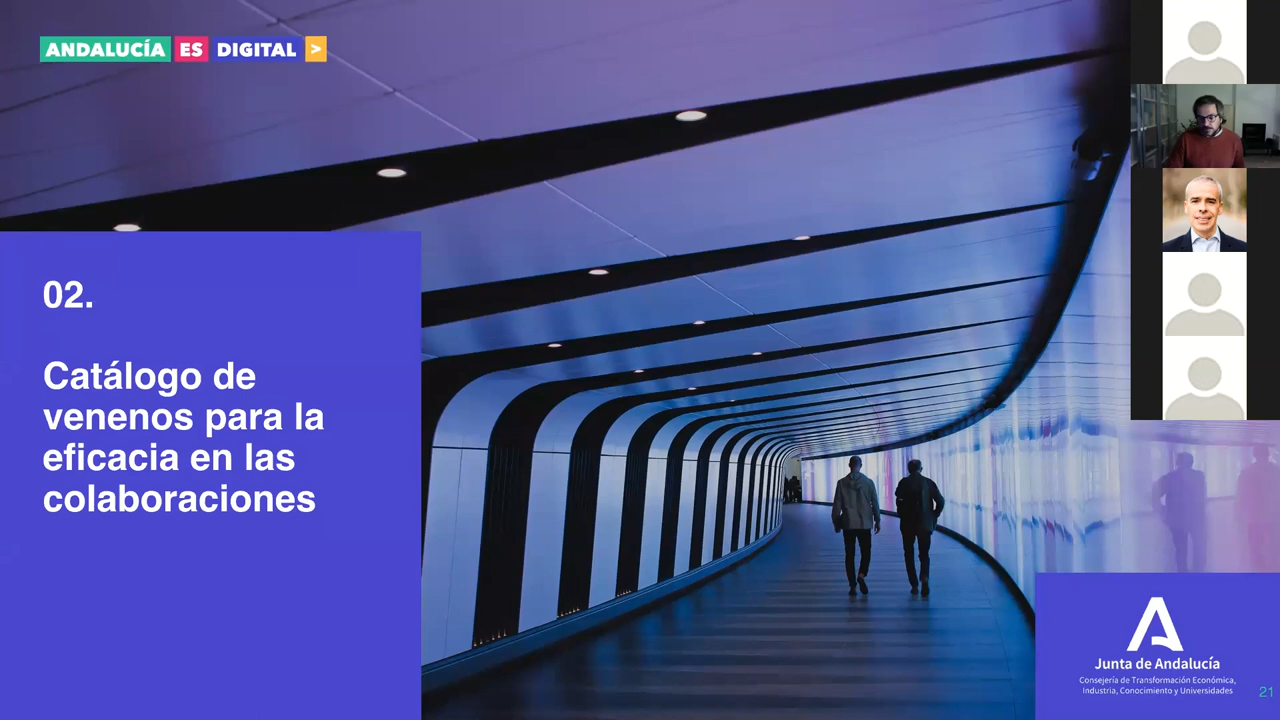 ANDALUCÍA ES DIGITAL >
02.
Catálogo de
venenos para la
eficacia en las
colaboraciones
Junta de Andalucía
Consejería de Transformación Económica,
Industria, Conocimiento y Universidades
21